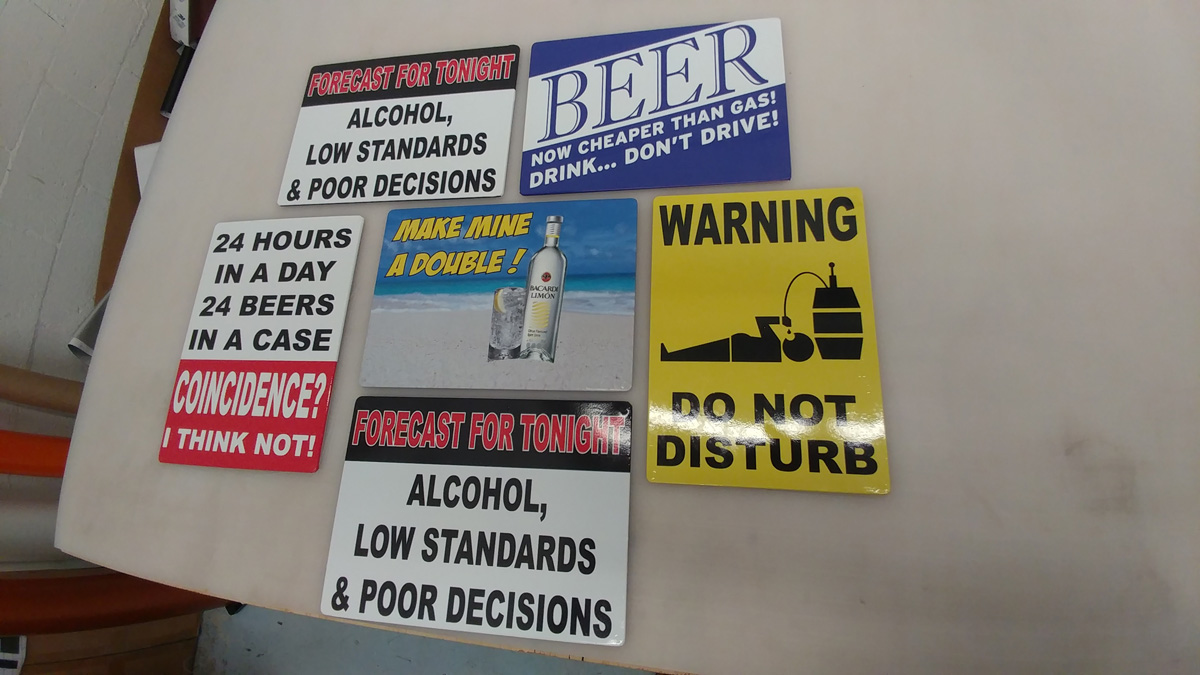 FORECAST FOR TONIGHT
ALCOHOL,
LOW STANDARDS
& POOR DECISIONS
BEER
NOW CHEAPER THAN GAS!
DRINK... DON'T DRIVE!
24 HOURS
IN A DAY
24 BEERS
IN A CASE
COINCIDENCE?
I THINK NOT!
MAKE MINE
A DOUBLE !
BACARDI
LIMÓN
WARNING
DO NOT
DISTURB
FORECAST FOR TONIGHT
ALCOHOL,
LOW STANDARDS
& POOR DECISIONS